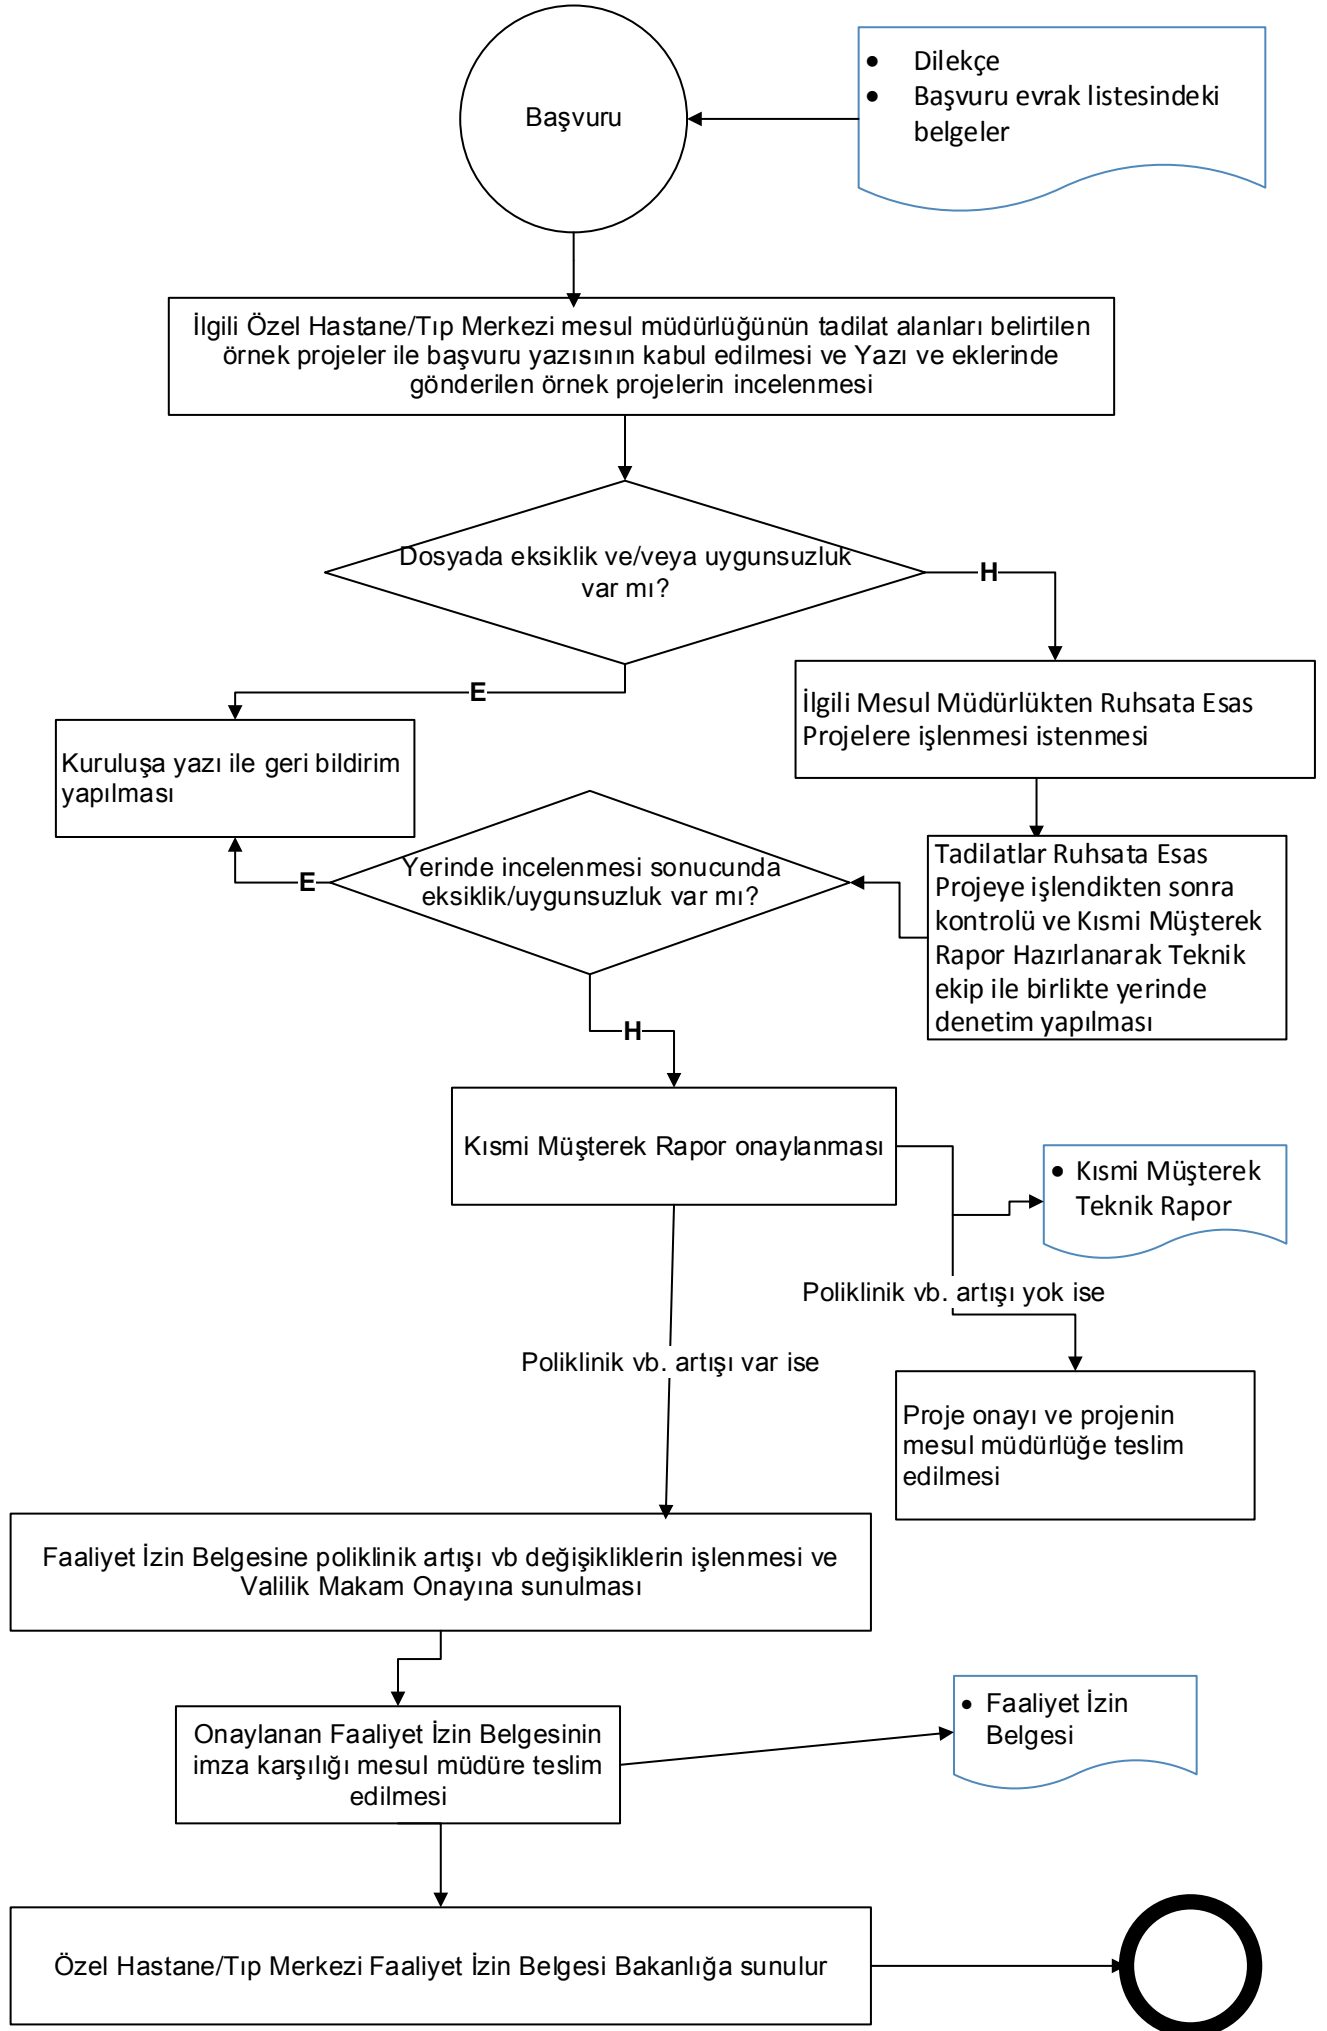 Başvuru
• Dilekçe
• Başvuru evrak listesindeki
belgeler
İlgili Özel Hastane/Tıp Merkezi mesul müdürlüğünün tadilat alanları belirtilen
örnek projeler ile başvuru yazısının kabul edilmesi ve Yazı ve eklerinde
gönderilen örnek projelerin incelenmesi
Dosyada eksiklik ve/veya uygunsuzluk
var mı?
H
E
İlgili Mesul Müdürlükten Ruhsata Esas
Projelere işlenmesi istenmesi
Kuruluşa yazı ile geri bildirim
yapılması
Yerinde incelenmesi sonucunda
eksiklik/uygunsuzluk var mı?
E
Tadilatlar Ruhsata Esas
Projeye işlendikten sonra
kontrolü ve Kısmi Müşterek
Rapor Hazırlanarak Teknik
ekip ile birlikte yerinde
denetim yapılması
H
Kısmi Müşterek Rapor onaylanması
• Kısmi Müşterek
Teknik Rapor
Poliklinik vb. artışı yok ise
Poliklinik vb. artışı var ise
Proje onayı ve projenin
mesul müdürlüğe teslim
edilmesi
Faaliyet İzin Belgesine poliklinik artışı vb değişikliklerin işlenmesi ve
Valilik Makam Onayına sunulması
Onaylanan Faaliyet İzin Belgesinin
imza karşılığı mesul müdüre teslim
edilmesi
• Faaliyet İzin
Belgesi
Özel Hastane/Tıp Merkezi Faaliyet İzin Belgesi Bakanlığa sunulur